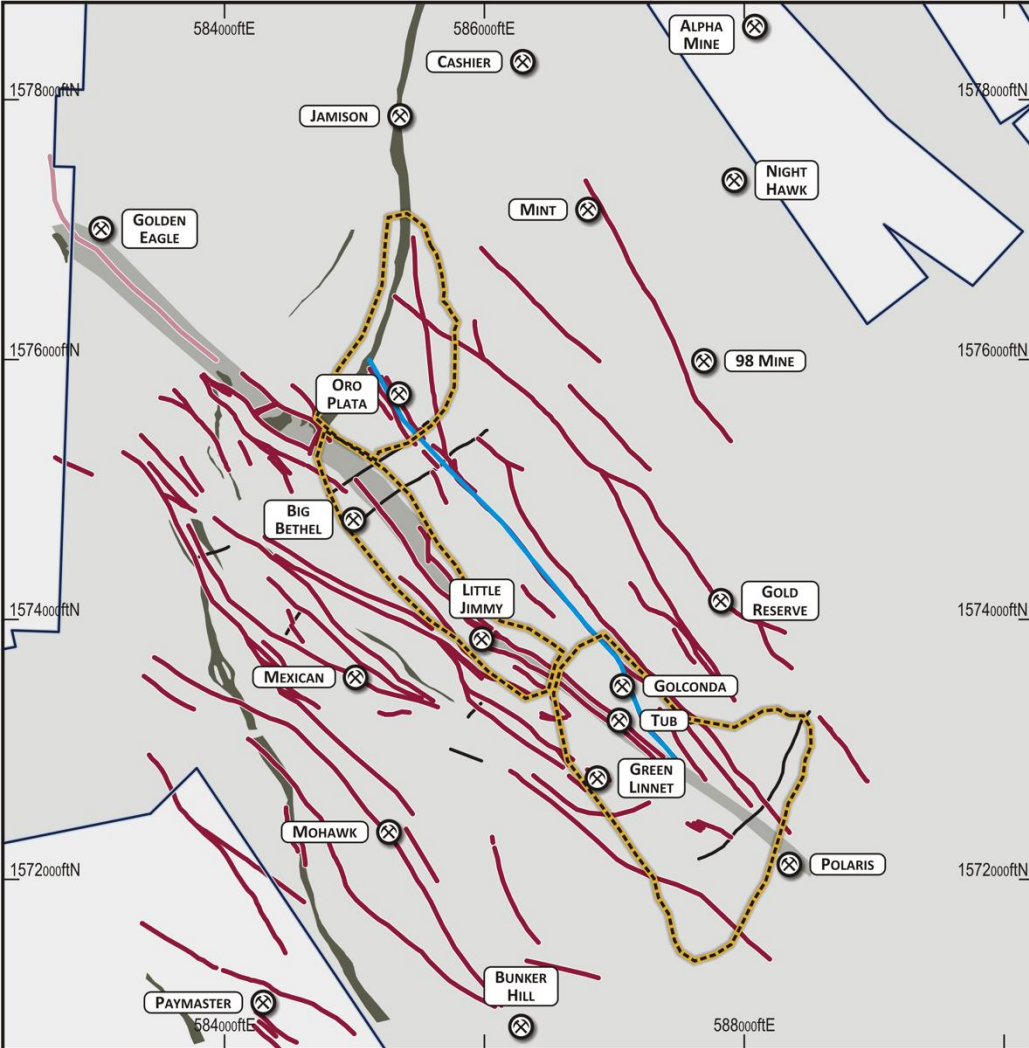 584000ftE
586000ftE
ALPHA
MINE
CASHIER
1578000ftN
1578000ftN
JAMISON
NIGHT
HAWK
MINT
GOLDEN
EAGLE
1576000ftN
1576000ftN
98 MINE
ORO
PLATA
BIG
BETHEL
LITTLE
JIMMY
GOLD
RESERVE
1574000ftN
1574000ftN
MEXICAN
GOLCONDA
TUB
GREEN
LINNET
MOHAWK
POLARIS
1572000ftN
1572000ftN
BUNKER
HILL
PAYMASTER
584000ftE
588000ftE